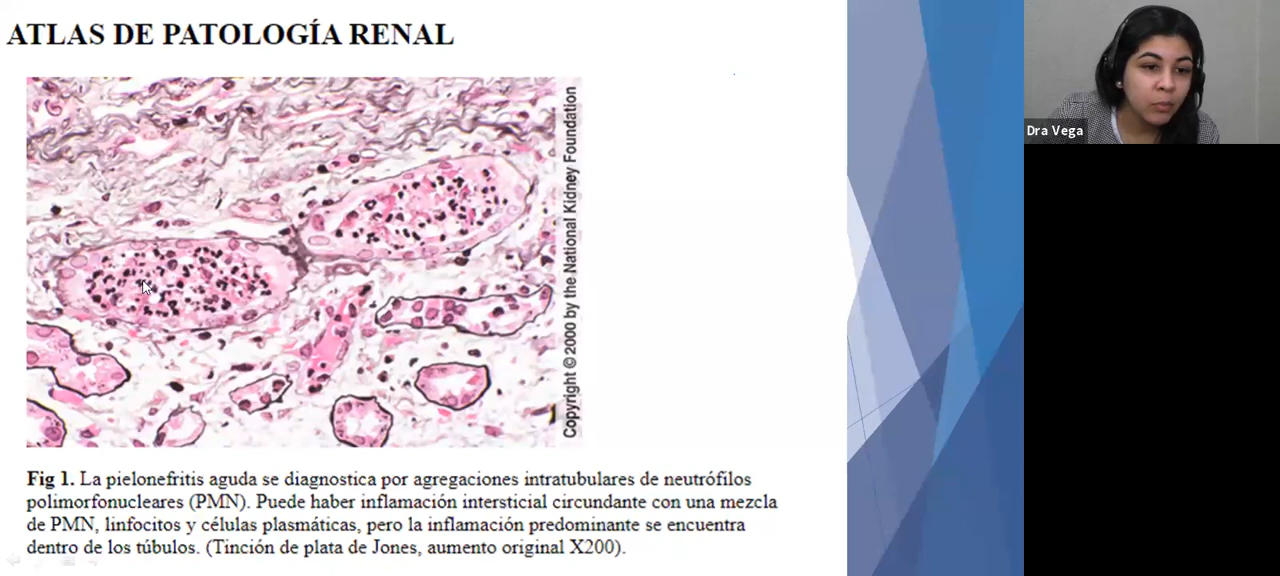 ATLAS DE PATOLOGÍA RENAL
Copyright © 2000 by the National Kidney Foundation
Fig 1. La pielonefritis aguda se diagnostica por agregaciones intratubulares de neutrófilos
polimorfonucleares (PMN). Puede haber inflamación intersticial circundante con una mezcla
de PMN, linfocitos y células plasmáticas, pero la inflamación predominante se encuentra
dentro de los túbulos. (Tinción de plata de Jones, aumento original X200).
Dra Vega